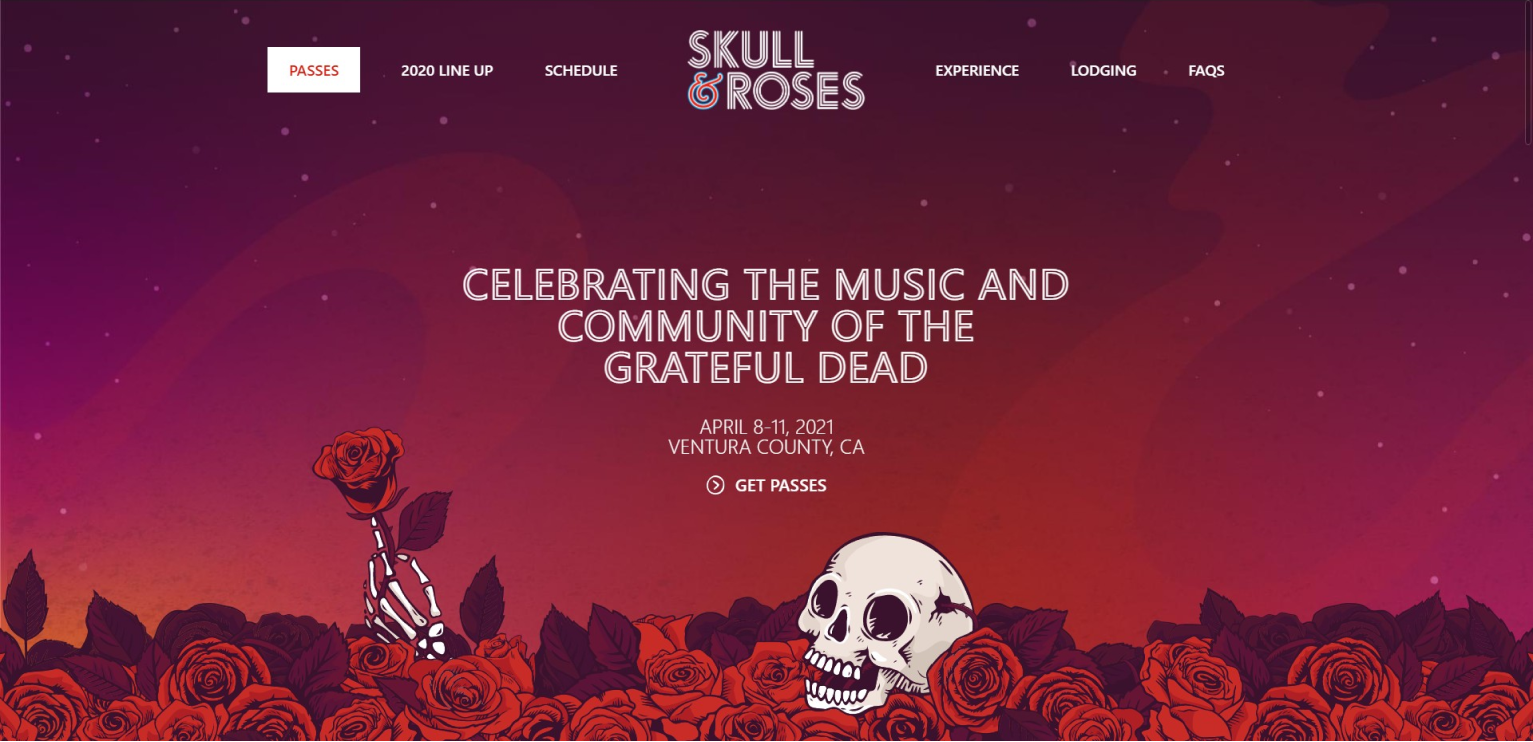 PASSES
2020 LINE UP
SCHEDULE
SKULL
& ROSES
EXPERIENCE
LODGING
FAQS
CELEBRATING THE MUSIC AND
COMMUNITY OF THE
GRATEFUL DEAD
APRIL 8-11, 2021
VENTURA COUNTY, CA
GET PASSES